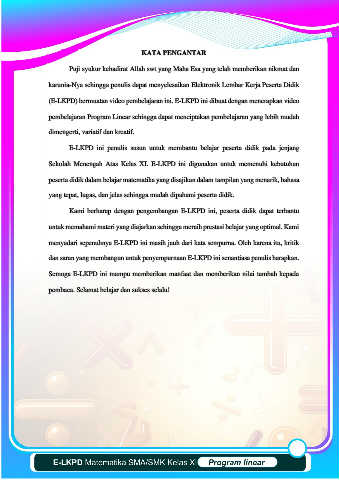 KATA PENGANTAR
Puji syukur kehadirat Allah swt yang Maha Esa yang telah memberikan nikmat dan
karunia-Nya sehingga penulis dapat menyelesaikan Elektronik Lembar Kerja Peserta Didik
(E-LKPD) bermuatan video pembelajaran ini. E-LKPD ini dibuat dengan menerapkan video
pembelajaran Program Linear sehingga dapat menciptakan pembelajaran yang lebih mudah
dimengerti, variatif dan kreatif.
E-LKPD ini penulis susun untuk membantu belajar peserta didik pada jenjang
Sekolah Menengah Atas Kelas XI. E-LKPD ini digunakan untuk memenuhi kebutuhan
peserta didik dalam belajar matematika yang disajikan dalam tampilan yang menarik, bahasa
yang tepat, lugas, dan jelas sehingga mudah dipahami peserta didik.
Kami berharap dengan pengembangan E-LKPD ini, peserta didik dapat terbantu
untuk memahami materi yang diajarkan sehingga meraih prestasi belajar yang optimal. Kami
menyadari sepenuhnya E-LKPD ini masih jauh dari kata sempurna. Oleh karena itu, kritik
dan saran yang membangun untuk penyempurnaan E-LKPD ini senantiasa penulis harapkan.
Semoga E-LKPD ini mampu memberikan manfaat dan memberikan nilai tambah kepada
pembaca. Selamat belajar dan sukses selalu!
E-LKPD Matematika SMA/SMK Kelas X Program linear